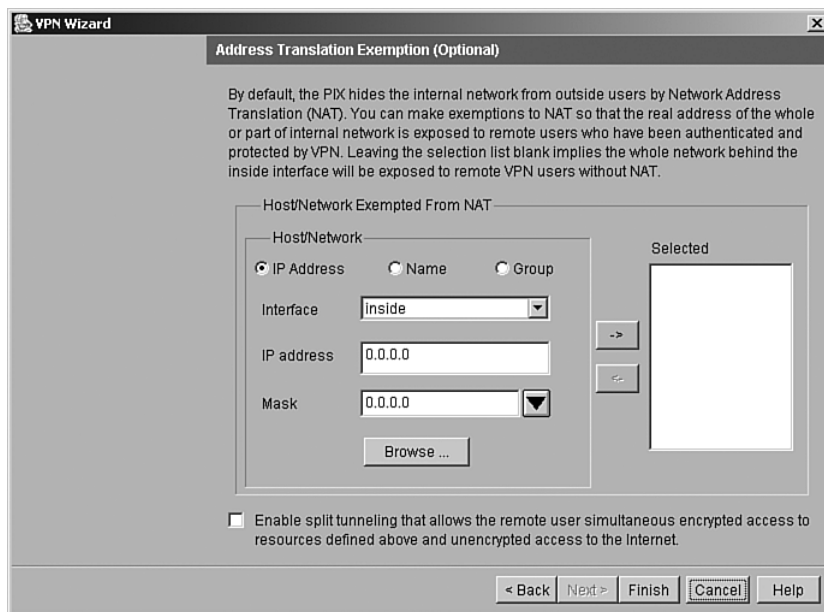 VPN Wizard
Address Translation Exemption (Optional)
By default, the PIX hides the internal network from outside users by Network Address
Translation (NAT). You can make exemptions to NAT so that the real address of the whole
or part of internal network is exposed to remote users who have been authenticated and
protected by VPN. Leaving the selection list blank implies the whole network behind the
inside interface will be exposed to remote VPN users without NAT.
Host/Network Exempted From NAT
Host/Network
IP Address Name Group
Interface inside
IP address 0.0.0.0
Mask 0.0.0.0
Browse ...
->
<-
Selected
Enable split tunneling that allows the remote user simultaneous encrypted access to
resources defined above and unencrypted access to the Internet.
< Back Next > Finish Cancel Help